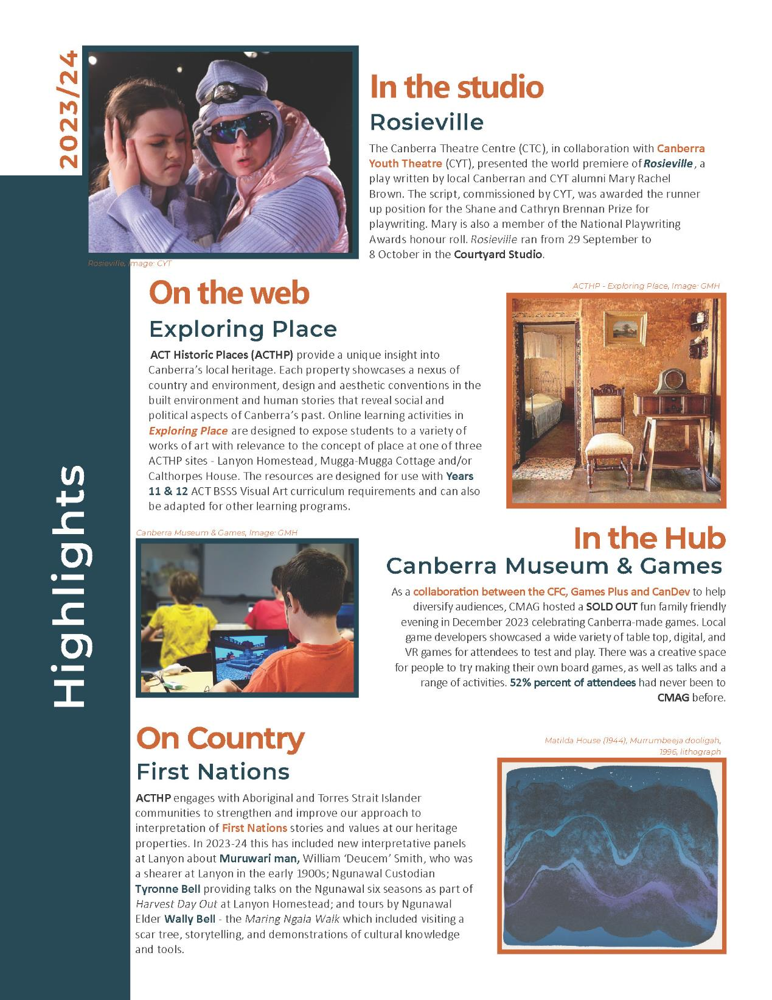 2023/24
In the studio
Rosieville
The Canberra Theatre Centre (CTC), in collaboration with Canberra
Youth Theatre (CYT), presented the world premiere of Rosieville, a
play written by local Canberran and CYT alumni Mary Rachel
Brown. The script, commissioned by CYT, was awarded the runner
up position for the Shane and Cathryn Brennan Prize for
playwriting. Mary is also a member of the National Playwriting
Awards honour roll. Rosieville ran from 29 September to
8 October in the Courtyard Studio.
Rosieville, Image: CYT
On the web
Exploring Place
ACT Historic Places (ACTHP) provide a unique insight into
Canberra's local heritage. Each property showcases a nexus of
country and environment, design and aesthetic conventions in the
built environment and human stories that reveal social and
political aspects of Canberra's past. Online learning activities in
Exploring Place are designed to expose students to a variety of
works of art with relevance to the concept of place at one of three
ACTHP sites - Lanyon Homestead, Mugga-Mugga Cottage and/or
Calthorpes House. The resources are designed for use with Years
11 & 12 ACT BSSS Visual Art curriculum requirements and can also
be adapted for other learning programs.
ACTHP - Exploring Place, Image: GMH
Highlights
Canberra Museum & Games, Image: GMH
In the Hub
Canberra Museum & Games
As a collaboration between the CFC, Games Plus and CanDev to help
diversify audiences, CMAG hosted a SOLD OUT fun family friendly
evening in December 2023 celebrating Canberra-made games. Local
game developers showcased a wide variety of table top, digital, and
VR games for attendees to test and play. There was a creative space
for people to try making their own board games, as well as talks and a
range of activities. 52% percent of attendees had never been to
CMAG before.
On Country
First Nations
ACTHP engages with Aboriginal and Torres Strait Islander
communities to strengthen and improve our approach to
interpretation of First Nations stories and values at our heritage
properties. In 2023-24 this has included new interpretative panels
at Lanyon about Muruwari man, William ‘Deucem’ Smith, who was
a shearer at Lanyon in the early 1900s; Ngunawal Custodian
Tyronne Bell providing talks on the Ngunawal six seasons as part of
Harvest Day Out at Lanyon Homestead; and tours by Ngunawal
Elder Wally Bell - the Maring Ngala Walk which included visiting a
scar tree, storytelling, and demonstrations of cultural knowledge
and tools.
Matilda House (1944), Murrumbeeja dooligah,
1996, lithograph